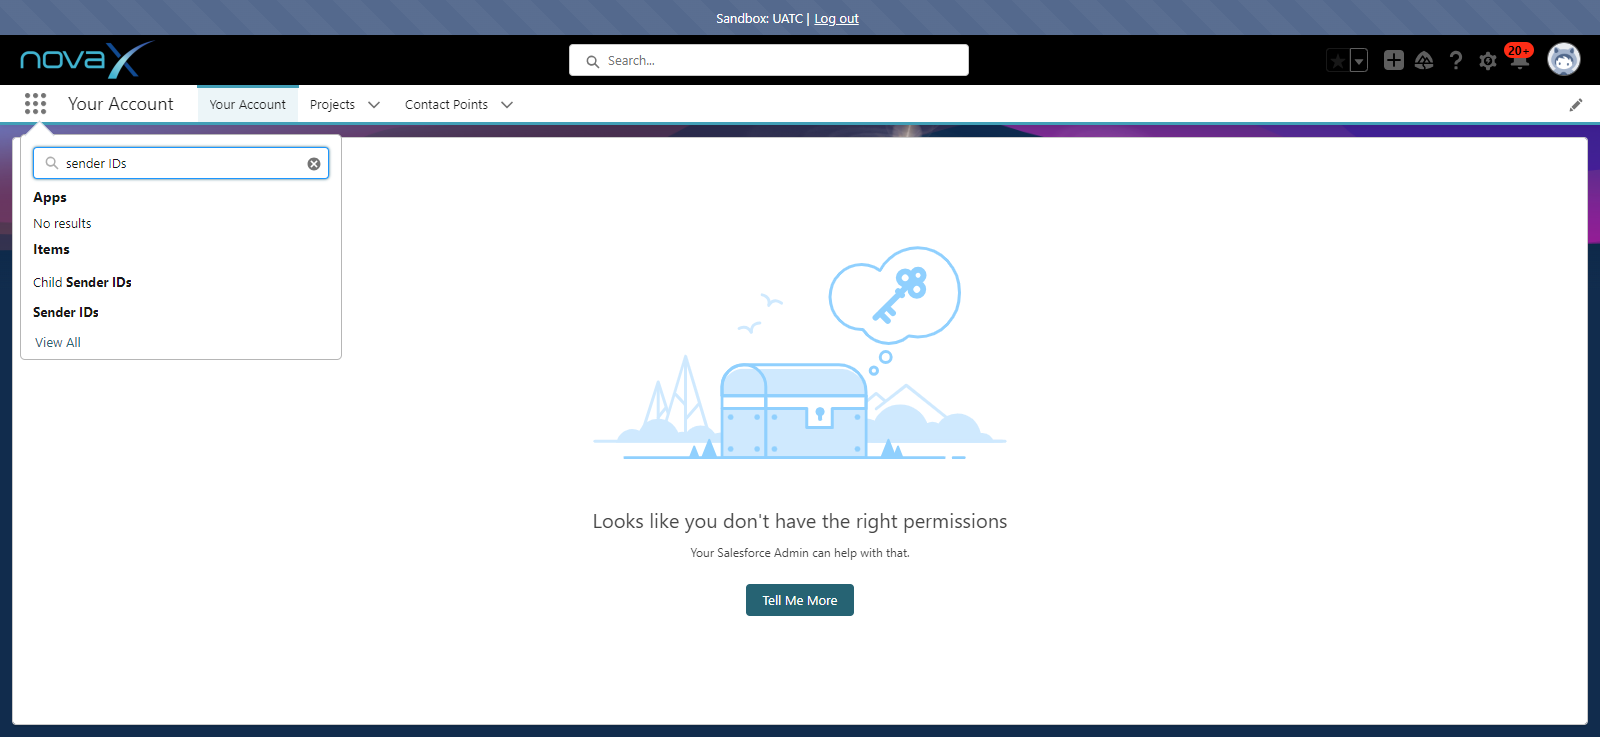 Sandbox: UATC | Log out
novaX
Search...
20+
Your Account
Your Account
Projects
Contact Points
sender IDs
Apps
No results
Items
Child Sender IDs
Sender IDs
View All
Looks like you don't have the right permissions
Your Salesforce Admin can help with that.
Tell Me More